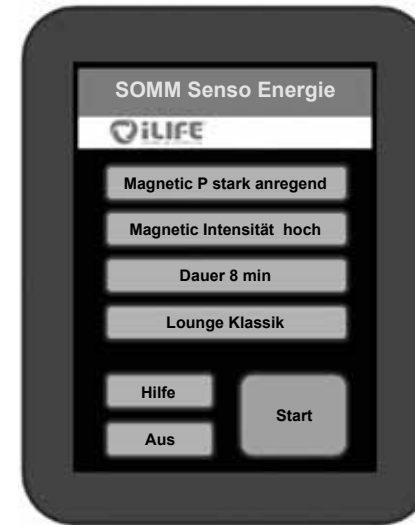 SOMM Senso Energie
iLIFE
Magnetic P stark anregend
Magnetic Intensität hoch
Dauer 8 min
Lounge Klassik
Hilfe
Start
Aus